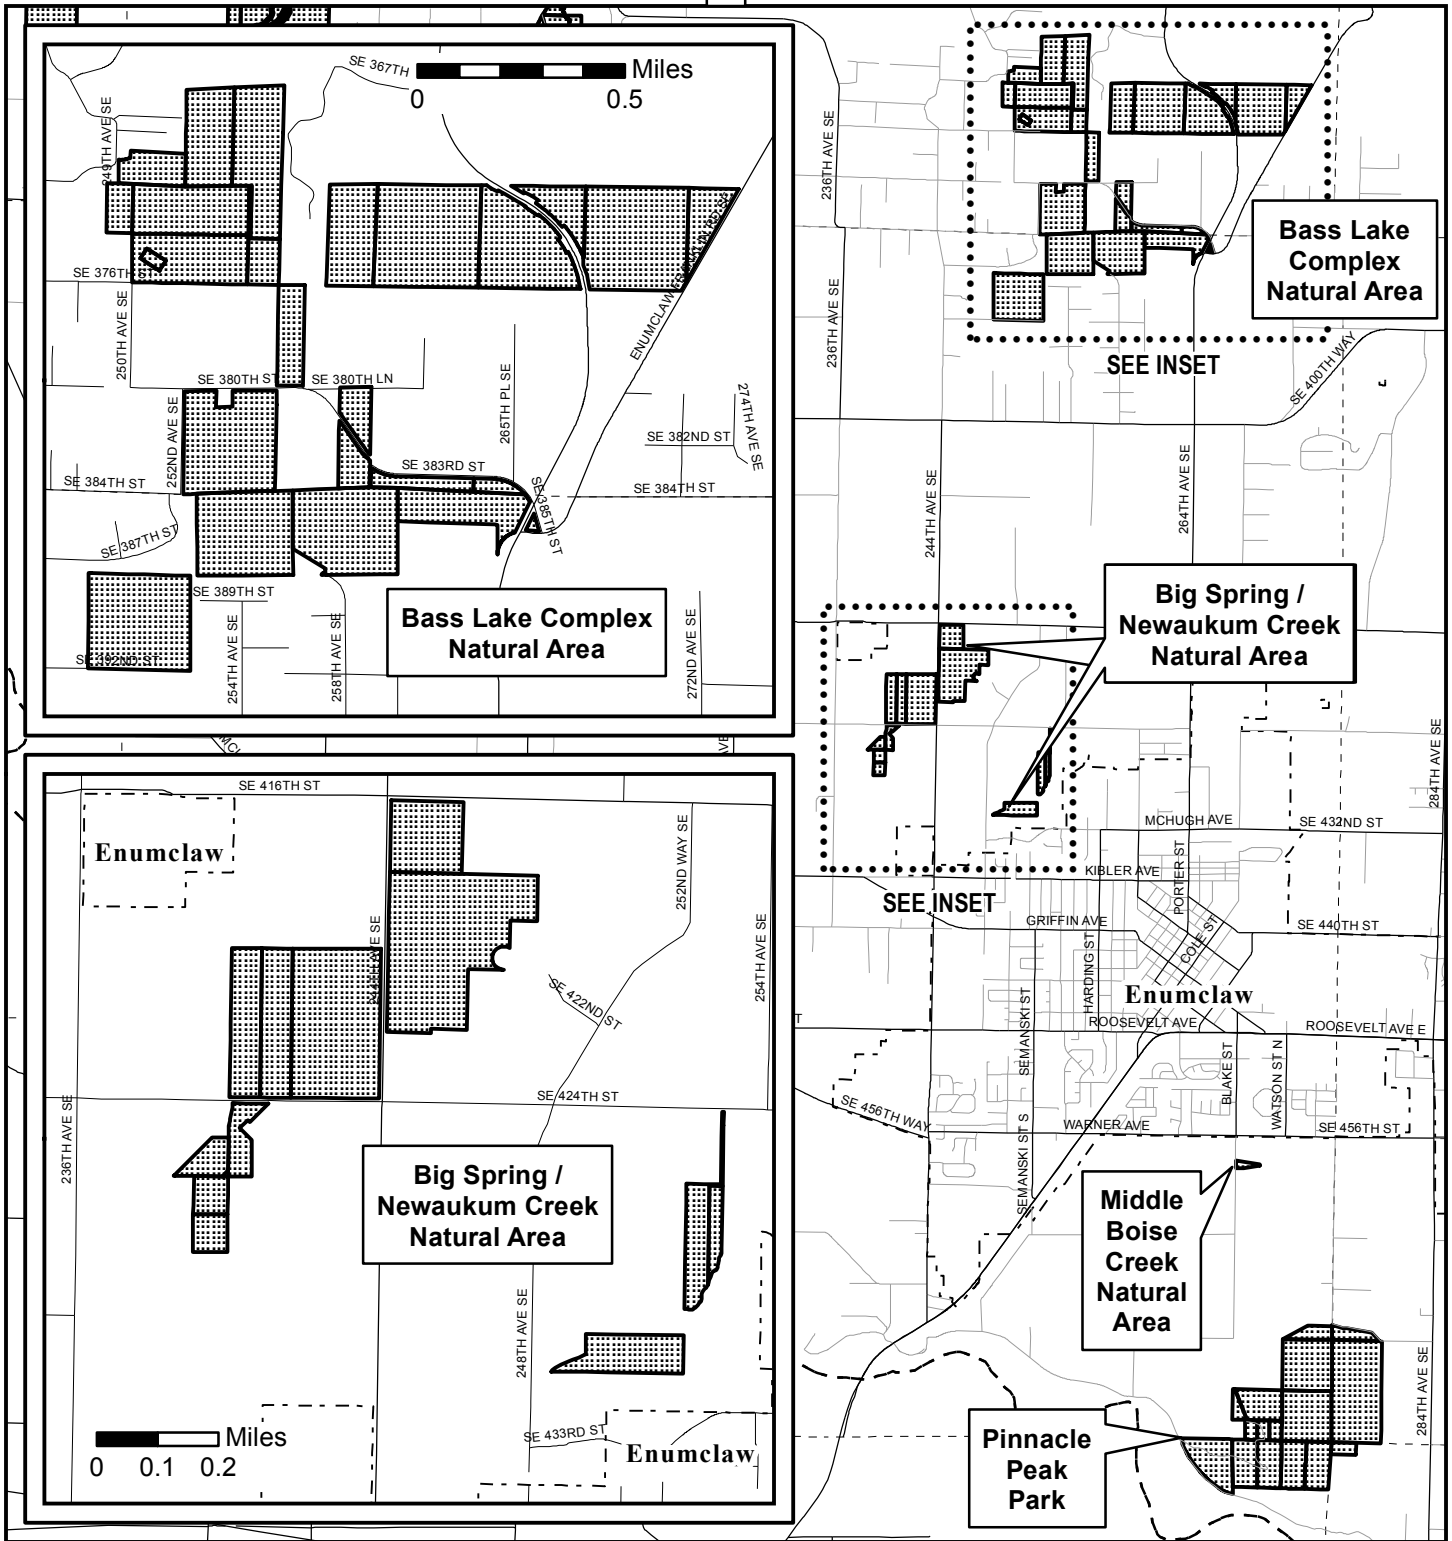 SE 367TH
Miles
0
0.5
249TH AVE SE
SE 376TH ST
250TH AVE SE
ENUMCLAW FRANKLIN RD SE
SE 380TH ST
SE 380TH LN
265TH PL SE
274TH AVE SE
252ND AVE SE
SE 382ND ST
SE 383RD ST
SE 384TH ST
SE 384TH ST
SE 385TH ST
SE 387TH ST
SE 389TH ST
SE 392ND ST
254TH AVE SE
258TH AVE SE
272ND AVE SE
Bass Lake Complex
Natural Area
236TH AVE SE
236TH AVE SE
Bass Lake
Complex
Natural Area
SEE INSET
SE 400TH WAY
244TH AVE SE
264TH AVE SE
Big Spring /
Newaukum Creek
Natural Area
284TH AVE SE
MCHUGH AVE
SE 432ND ST
KIBLER AVE
PORTER ST
SEE INSET
GRIFFIN AVE
COLE ST
SE 440TH ST
HARDING ST
Enumclaw
SEMANSKI ST
ROOSEVELT AVE
ROOSEVELT AVE E
BLAKE ST
WATSON ST N
SE 456TH WAY
WARNER AVE
SE 456TH ST
SEMANSKI ST S
Middle
Boise
Creek
Natural
Area
284TH AVE SE
Pinnacle
Peak
Park
SE 416TH ST
Enumclaw
252ND WAY SE
244TH AVE SE
254TH AVE SE
SE 422ND ST
SE 424TH ST
236TH AVE SE
Big Spring /
Newaukum Creek
Natural Area
248TH AVE SE
SE 433RD ST
Enumclaw
Miles
0
0.1
0.2